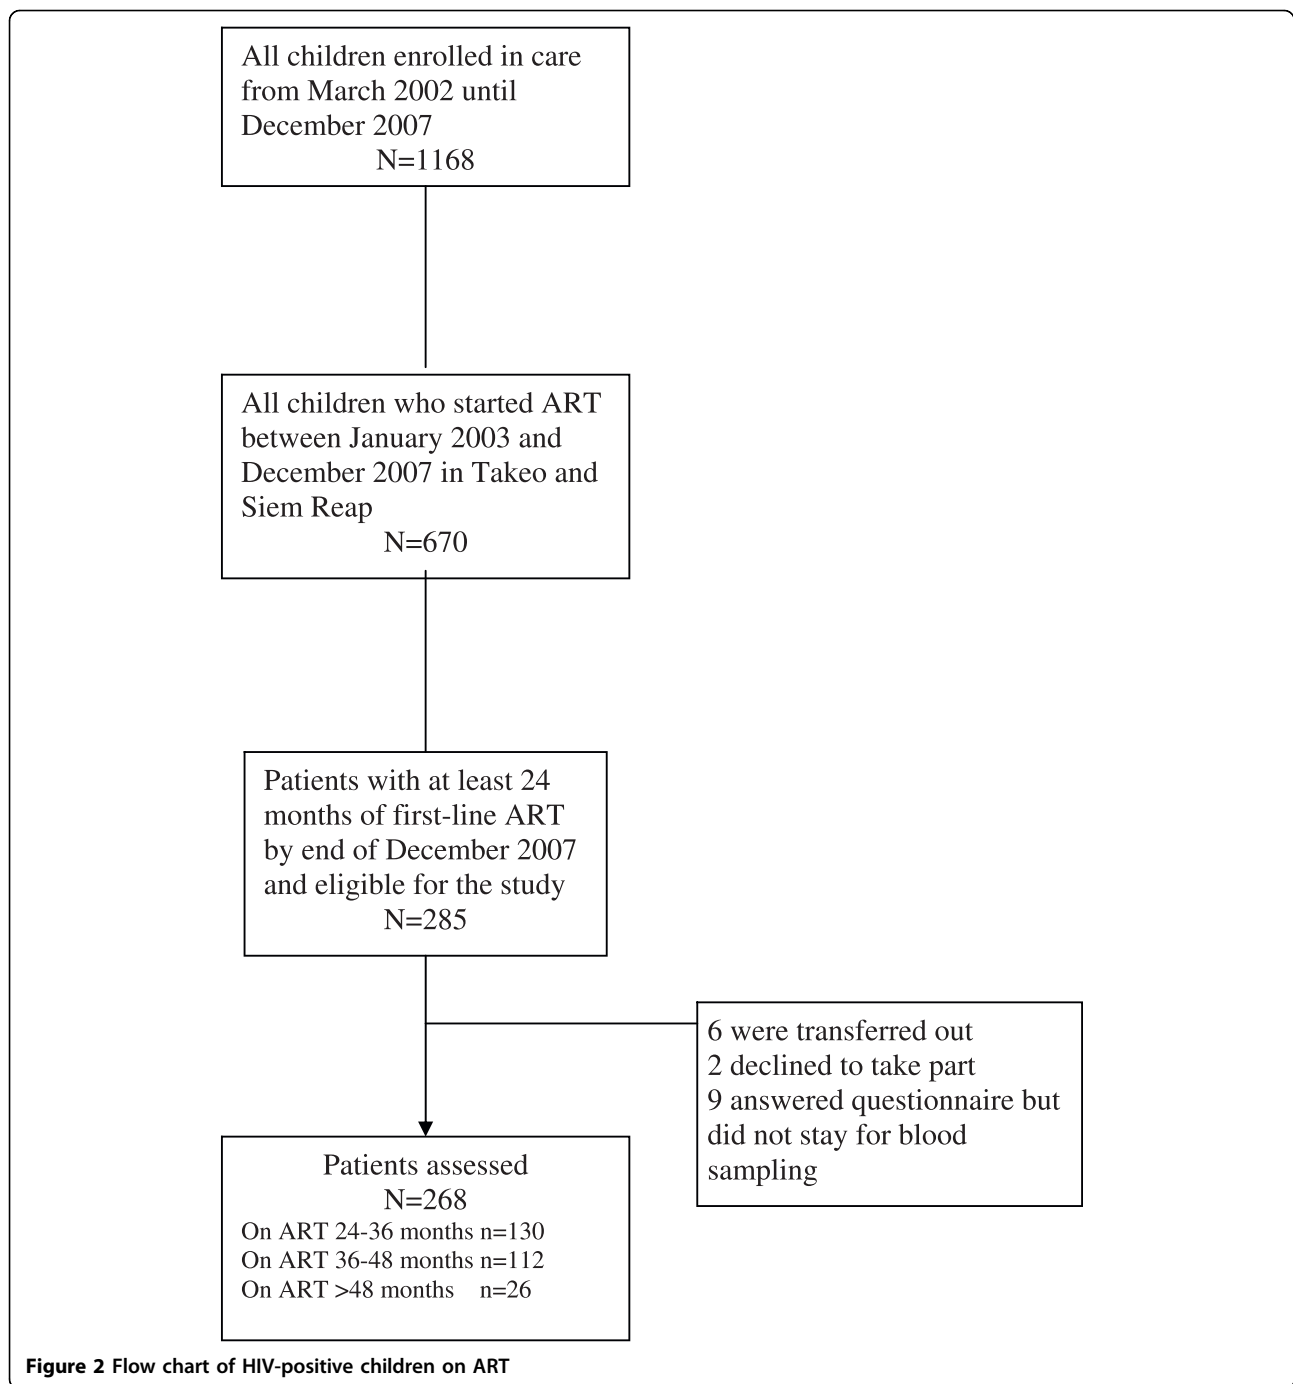 All children enrolled in care
from March 2002 until
December 2007
N=1168
All children who started ART
between January 2003 and
December 2007 in Takeo and
Siem Reap
N=670
Patients with at least 24
months of first-line ART
by end of December 2007
and eligible for the study
N=285
6 were transferred out
2 declined to take part
9 answered questionnaire but
did not stay for blood
sampling
Patients assessed
N=268
On ART 24-36 months n=130
On ART 36-48 months n=112
On ART >48 months n=26
Figure 2 Flow chart of HIV-positive children on ART